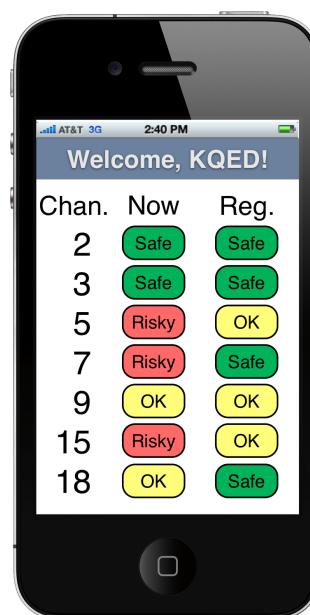 AT&T 3G 2:40 PM
Welcome, KQED!
Chan. Now Reg.
2 Safe Safe
3 Safe Safe
5 Risky OK
7 Risky Safe
9 OK OK
15 Risky OK
18 OK Safe